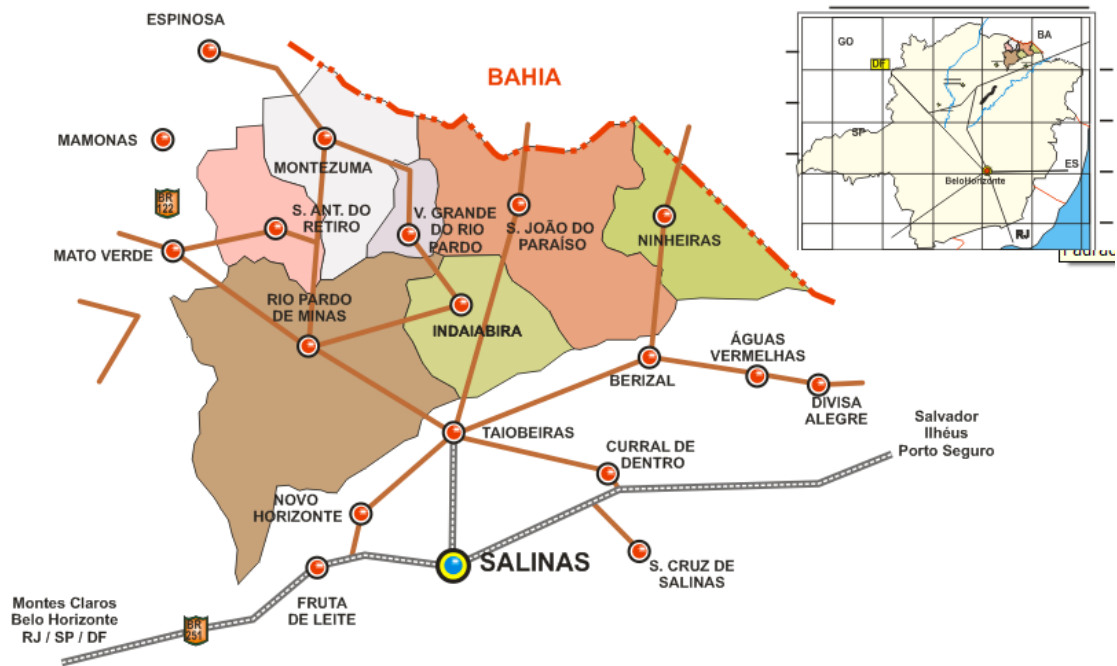 ESPINOSA
BAHIA
MAMONAS
MONTEZUMA
BR
122
S. ANT. DO
RETIRO
V. GRANDE
DO RIO
PARDO
S. JOÃO DO
PARAÍSO
NINHEIRAS
MATO VERDE
RIO PARDO
DE MINAS
INDAIABIRA
ÁGUAS
VERMELHAS
BERIZAL
DIVISA
ALEGRE
TAIOBEIRAS
CURRAL DE
DENTRO
Salvador
Ilhéus
Porto Seguro
NOVO
HORIZONTE
SALINAS
S. CRUZ DE
SALINAS
FRUTA
DE LEITE
Montes Claros
Belo Horizonte
RJ / SP / DF
BR
251
GO
BA
DF
SP
ES
BeloHorizonte
RJ